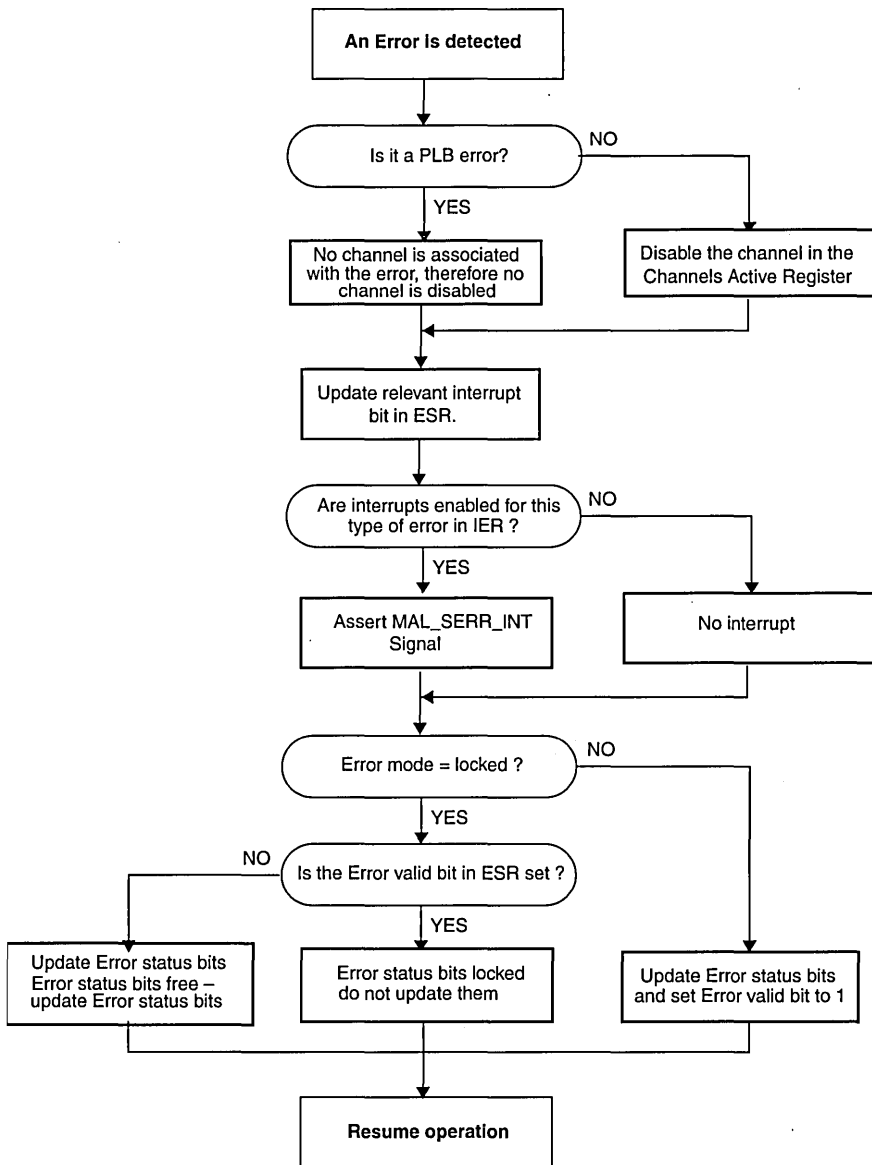 An Error is detected
Is it a PLB error?
NO
YES
No channel is associated
with the error, therefore no
channel is disabled
Disable the channel in the
Channels Active Register
Update relevant interrupt
bit in ESR.
Are interrupts enabled for this
type of error in IER ?
NO
YES
Assert MAL_SERR_INT
Signal
No interrupt
Error mode = locked ?
NO
YES
NO
Is the Error valid bit in ESR set ?
YES
Update Error status bits
Error status bits free –
update Error status bits
Error status bits locked
do not update them
Update Error status bits
and set Error valid bit to 1
Resume operation